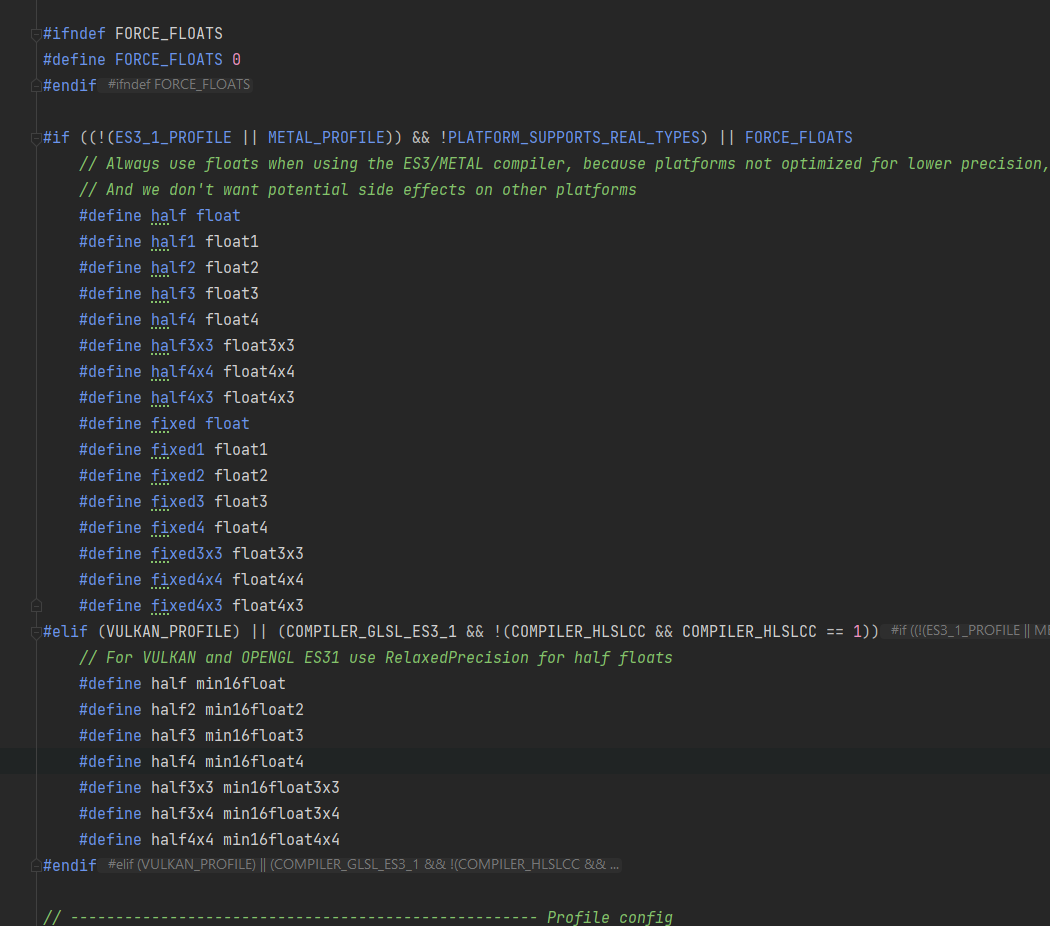 #ifndef FORCE_FLOATS
#define FORCE_FLOATS 0
#endif #ifndef FORCE_FLOATS
#if ((!(ES3_1_PROFILE || METAL_PROFILE)) && !PLATFORM_SUPPORTS_REAL_TYPES) || FORCE_FLOATS
// Always use floats when using the ES3/METAL compiler, because platforms not optimized for lower precision,
// And we don't want potential side effects on other platforms
#define half float
#define half1 float1
#define half2 float2
#define half3 float3
#define half4 float4
#define half3x3 float3x3
#define half4x4 float4x4
#define half4x3 float4x3
#define fixed float
#define fixed1 float1
#define fixed2 float2
#define fixed3 float3
#define fixed4 float4
#define fixed3x3 float3x3
#define fixed4x4 float4x4
#define fixed4x3 float4x3
#elif (VULKAN_PROFILE) || (COMPILER_GLSL_ES3_1 && !(COMPILER_HLSLCC && COMPILER_HLSLCC == 1)) #if ((!(ES3_1_PROFILE || ME
// For VULKAN and OPENGL ES31 use RelaxedPrecision for half floats
#define half min16float
#define half2 min16float2
#define half3 min16float3
#define half4 min16float4
#define half3x3 min16float3x3
#define half3x4 min16float3x4
#define half4x4 min16float4x4
#endif #elif (VULKAN_PROFILE) || (COMPILER_GLSL_ES3_1 && !(COMPILER_HLSLCC && ...
// ---------------------------------------------------- Profile config